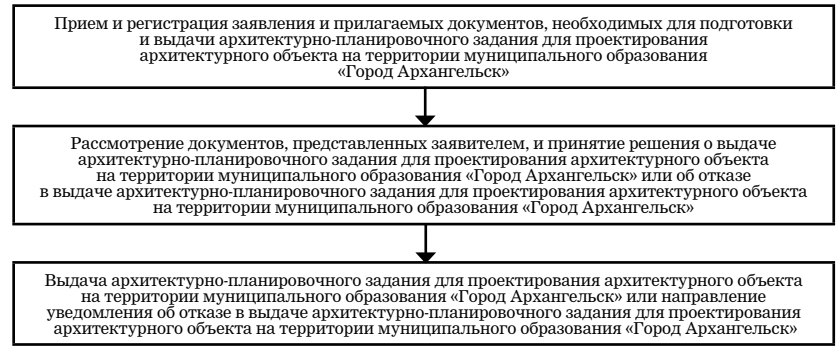 Прием и регистрация заявления и прилагаемых документов, необходимых для подготовки
и выдачи архитектурно-планировочного задания для проектирования
архитектурного объекта на территории муниципального образования
«Город Архангельск»
Рассмотрение документов, представленных заявителем, и принятие решения о выдаче
архитектурно-планировочного задания для проектирования архитектурного объекта
на территории муниципального образования «Город Архангельск» или об отказе
в выдаче архитектурно-планировочного задания для проектирования архитектурного объекта
на территории муниципального образования «Город Архангельск»
Выдача архитектурно-планировочного задания для проектирования архитектурного объекта
на территории муниципального образования «Город Архангельск» или направление
уведомления об отказе в выдаче архитектурно-планировочного задания для проектирования
архитектурного объекта на территории муниципального образования «Город Архангельск»